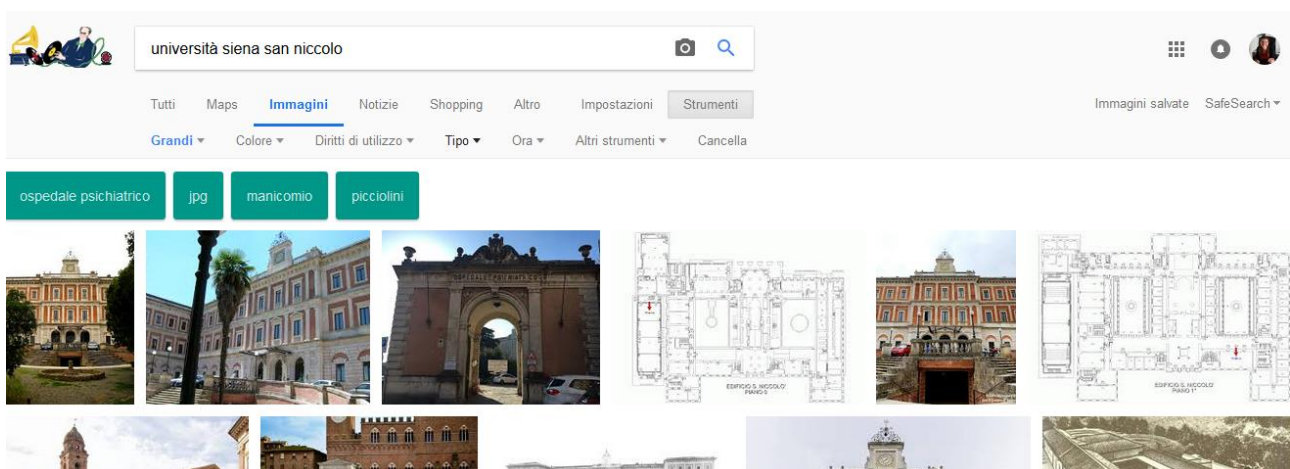 università siena san niccolo
Tutti Maps Immagini Notizie Shopping Altro Impostazioni Strumenti
Immagini salvate SafeSearch
Grandi Colore Diritti di utilizzo Tipo Ora Altri strumenti Cancella
ospedale psichiatrico jpg manicomio picciolini
EDIFICIO S. NICCOLO'
PIANO 0
EDIFICIO S. NICCOLO'
PIANO 1°